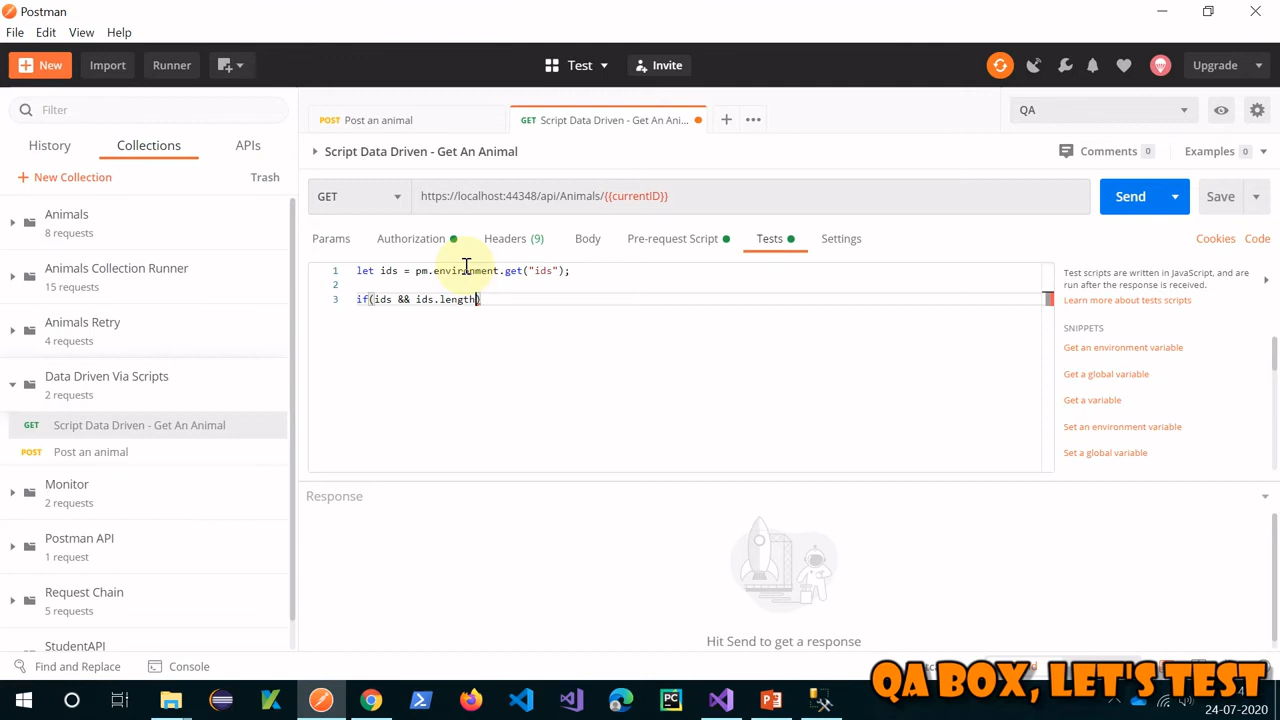 Postman
File Edit View Help
New Import Runner Test Invite Upgrade
Filter
History Collections APIs
New Collection Trash
Animals
8 requests
Animals Collection Runner
15 requests
Animals Retry
4 requests
Data Driven Via Scripts
2 requests
GET Script Data Driven - Get An Animal
POST Post an animal
Monitor
2 requests
Postman API
1 request
Request Chain
5 requests
StudentAPI
POST Post an animal GET Script Data Driven - Get An Ani... QA
Script Data Driven - Get An Animal Comments 0 Examples 0
GET https://localhost:44348/api/Animals/{{currentID}} Send Save
Params Authorization Headers (9) Body Pre-request Script Tests Settings Cookies Code
1 let ids = pm.environment.get("ids");
2
3 if(ids && ids.length)
Test scripts are written in JavaScript, and are
run after the response is received.
Learn more about tests scripts
SNIPPETS
Get an environment variable
Get a global variable
Get a variable
Set an environment variable
Set a global variable
Response
Hit Send to get a response
Find and Replace Console
QA BOX, LET'S TEST
24-07-2020